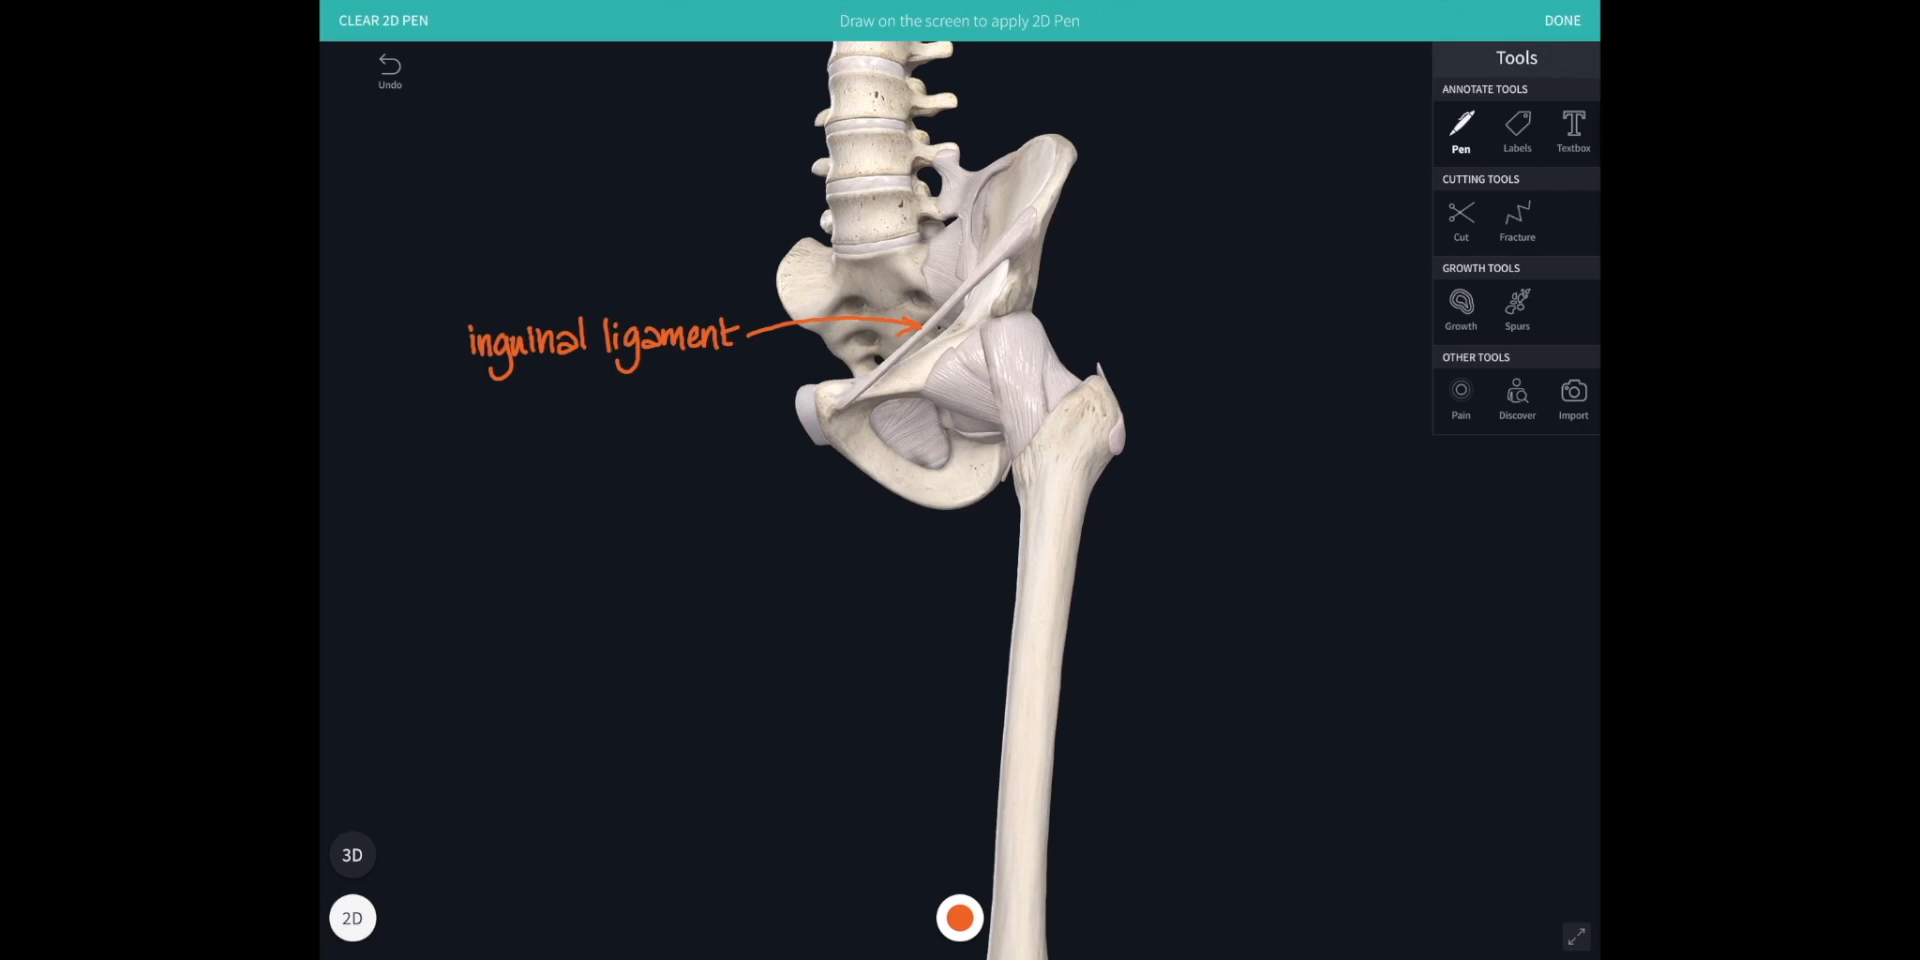 CLEAR 2D PEN
Draw on the screen to apply 2D Pen
DONE
Undo
Tools
ANNOTATE TOOLS
Pen
Labels
Textbox
CUTTING TOOLS
Cut
Fracture
GROWTH TOOLS
Growth
Spurs
OTHER TOOLS
Pain
Discover
Import
inguinal ligament
3D
2D